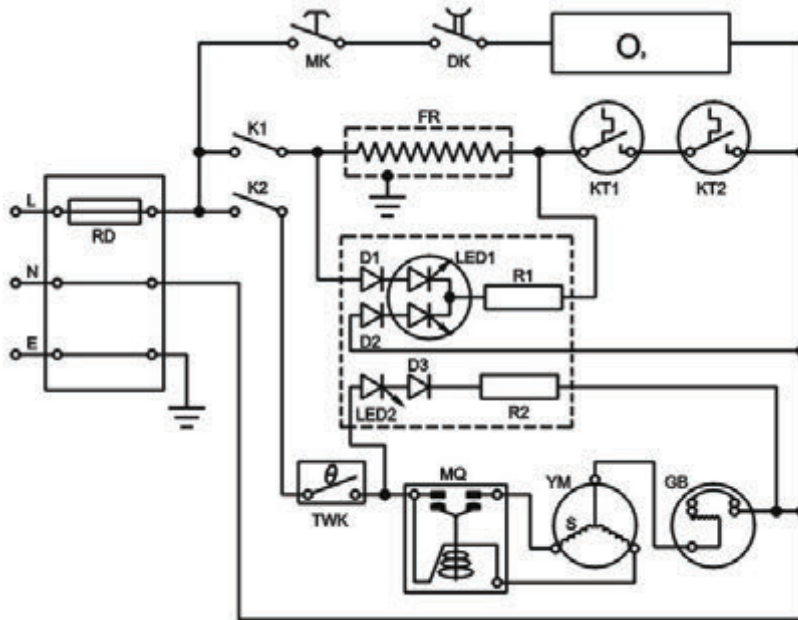 MK DK O₃
K1 FR
KT1 KT2
K2
L RD
D1 LED1 R1
N
D2
E D3
LED2 R2
θ MQ YM GB
TWK
S